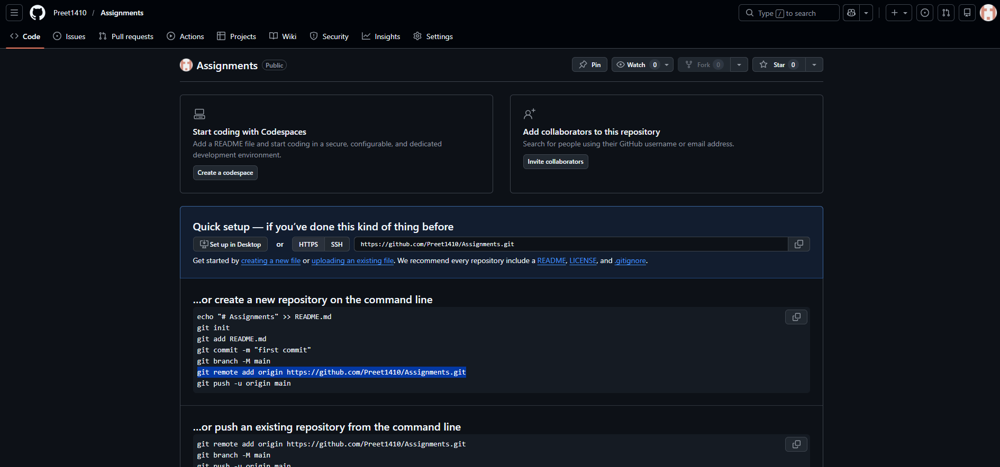 Preet1410 / Assignments
Type / to search
Code Issues Pull requests Actions Projects Wiki Security Insights Settings
Assignments Public
Pin Watch 0 Fork 0 Star 0
Start coding with Codespaces
Add a README file and start coding in a secure, configurable, and dedicated
development environment.
Create a codespace
Add collaborators to this repository
Search for people using their GitHub username or email address.
Invite collaborators
Quick setup — if you’ve done this kind of thing before
Set up in Desktop or HTTPS SSH https://github.com/Preet1410/Assignments.git
Get started by creating a new file or uploading an existing file. We recommend every repository include a README, LICENSE, and .gitignore.
…or create a new repository on the command line
echo "# Assignments" >> README.md
git init
git add README.md
git commit -m "first commit"
git branch -M main
git remote add origin https://github.com/Preet1410/Assignments.git
git push -u origin main
…or push an existing repository from the command line
git remote add origin https://github.com/Preet1410/Assignments.git
git branch -M main
git push -u origin main